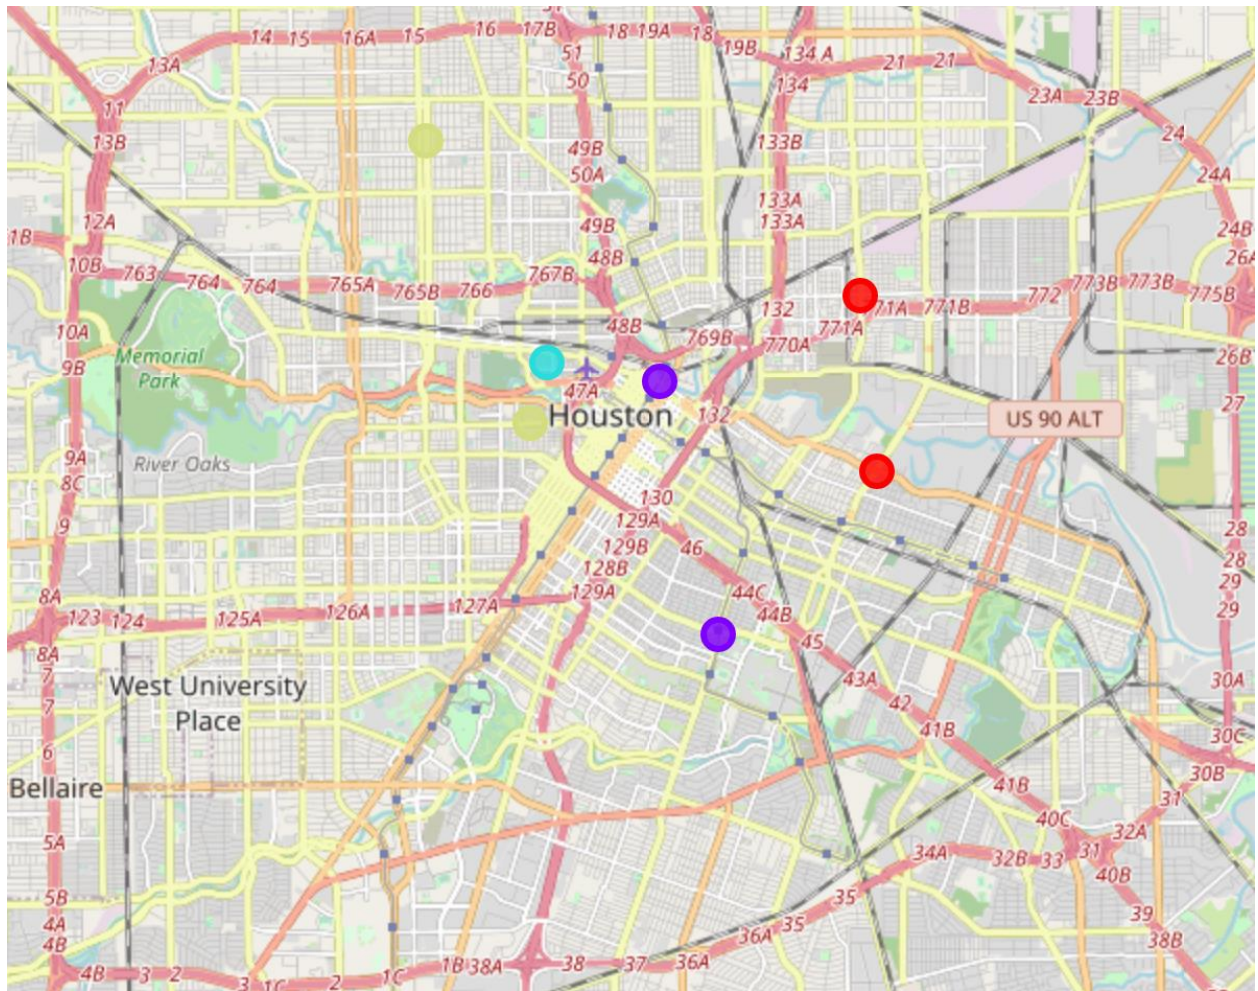 14 15 16A 15 16 17B 18 19A 18
51
19B 134 A
13A 50 21 21
134
11 23A 23B
13B 49B 133B 24
50A 24A
12A 133A
49B 133A 24B
1B 48B
10B 763 764 764 765A 765B 766 767B 772 773B 773B 775B
132 771B
10A 48B 769B 771A
Memorial
Park 770A 26B
9B 47A
27
Houston 132 US 90 ALT
9A River Oaks
8C 130
9 129A 28
129B 46 28
128B 29
8A 129A 44C
123 124 125A 126A 127A 44B 29
8A 45
7 43A 30A
West University
Place
7 42
41B 30C
6 30B
Bellaire 41B 31
40C 32A
5A 34A 32B 33 31
40B
5B 35
4A 35 39
4B 36A 38B
4B 3 2 3 1C 2 1C 1B 38A 38 37 36A